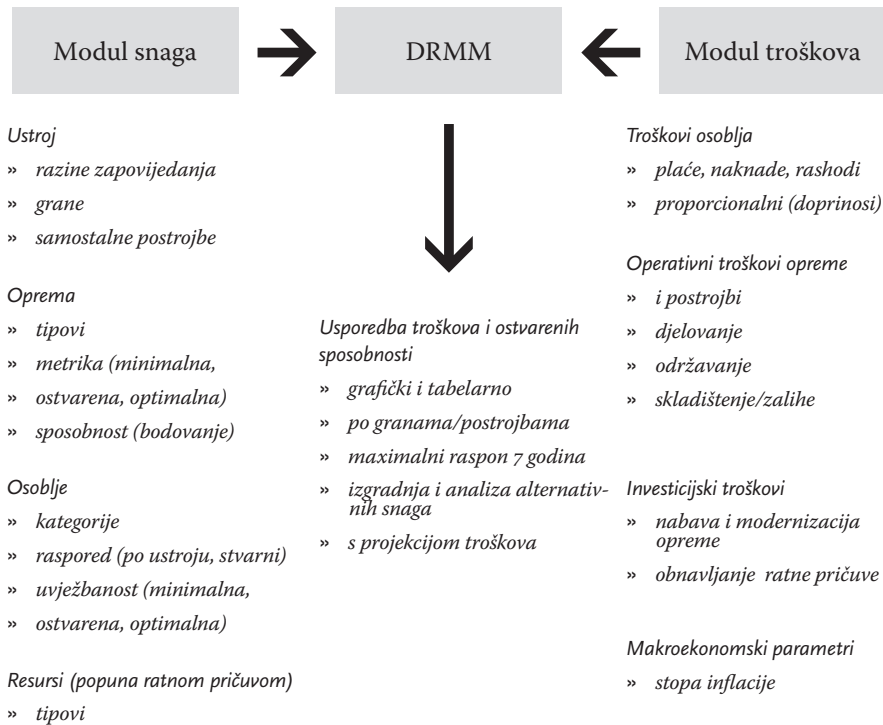 Modul snaga
DRMM
Modul troškova
Ustroj
» razine zapovijedanja
» grane
» samostalne postrojbe
Oprema
» tipovi
» metrika (minimalna,
» ostvarena, optimalna)
» sposobnost (bodovanje)
Osoblje
» kategorije
» raspored (po ustroju, stvarni)
» uvježbanost (minimalna,
» ostvarena, optimalna)
Resursi (popuna ratnom pričuvom)
» tipovi
Usporedba troškova i ostvarenih
sposobnosti
» grafički i tabelarno
» po granama/postrojbama
» maximalni raspon 7 godina
» izgradnja i analiza alternativ-
nih snaga
» s projekcijom troškova
Troškovi osoblja
» plaće, naknade, rashodi
» proporcionalni (doprinosi)
Operativni troškovi opreme
» i postrojbi
» djelovanje
» održavanje
» skladištenje/zalihe
Investicijski troškovi
» nabava i modernizacija
opreme
» obnavljanje ratne pričuve
Makroekonomski parametri
» stopa inflacije